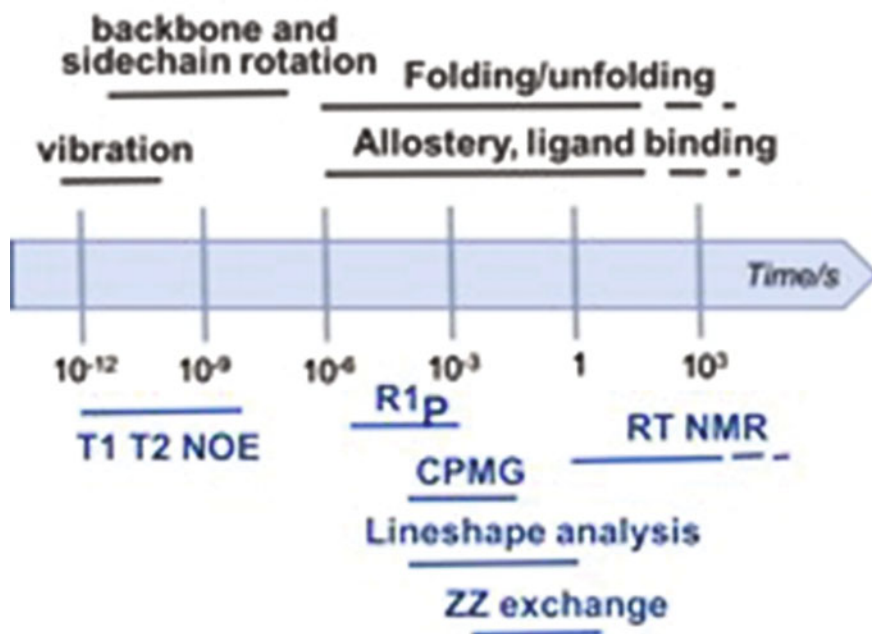 backbone and
sidechain rotation
Folding/unfolding
vibration
Allostery, ligand binding
Time/s
10⁻¹² 10⁻⁹ 10⁻⁶ 10⁻³ 1 10³
T1 T2 NOE
R1P
RT NMR
CPMG
Lineshape analysis
ZZ exchange